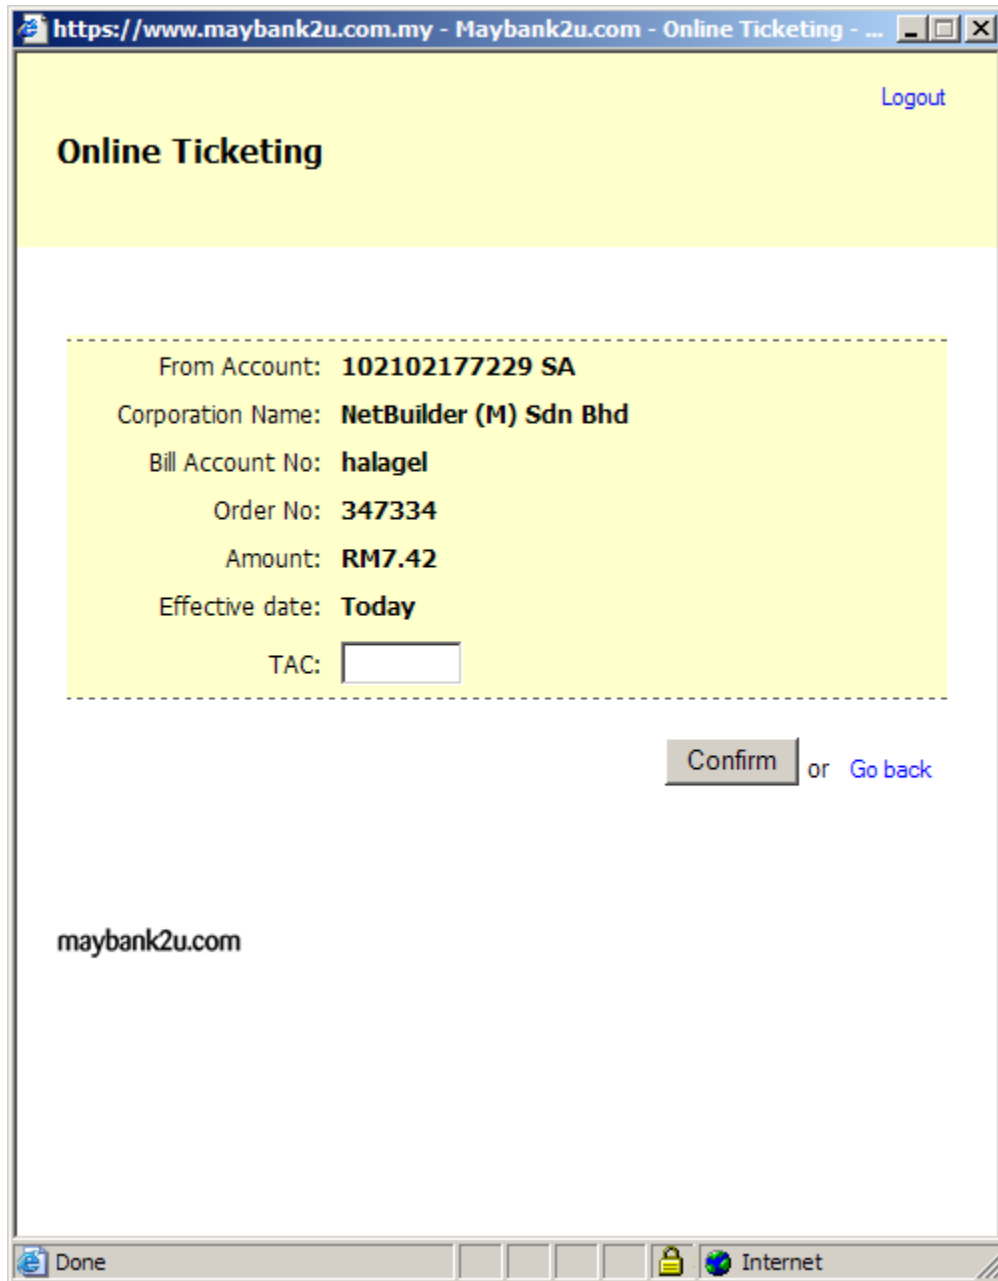 https://www.maybank2u.com.my - Maybank2u.com - Online Ticketing - ...
Logout
Online Ticketing
From Account: 102102177229 SA
Corporation Name: NetBuilder (M) Sdn Bhd
Bill Account No: halagel
Order No: 347334
Amount: RM7.42
Effective date: Today
TAC:
Confirm or Go back
maybank2u.com
Done Internet